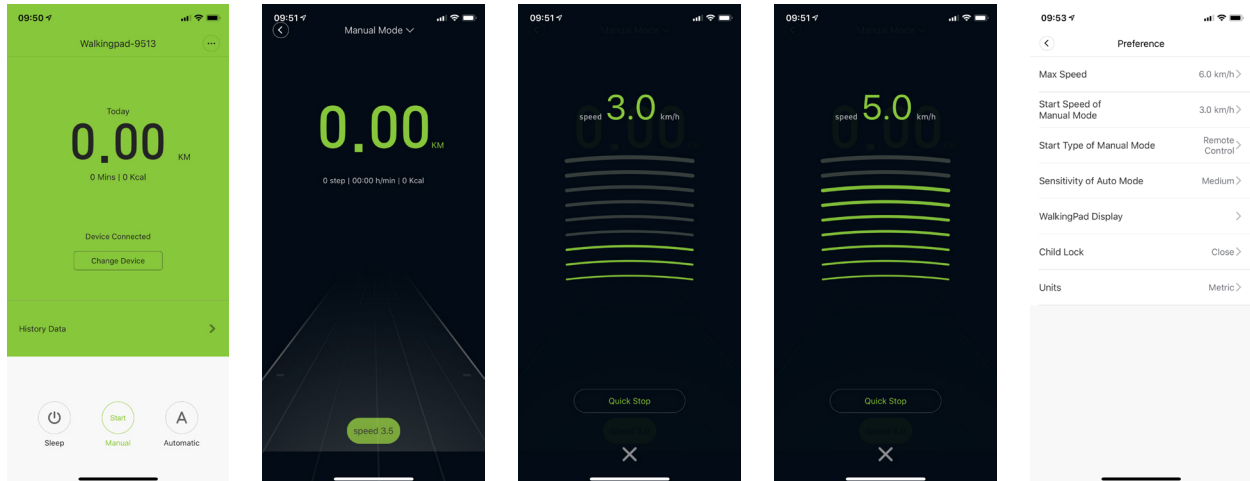 09:50
Walkingpad-9513
Today
0.00 KM
0 Mins | 0 Kcal
Device Connected
Change Device
History Data
Sleep
Start
Manual
A
Automatic
09:51
Manual Mode
0.00 KM
0 step | 00:00 h/min | 0 Kcal
speed 3.5
09:51
Manual Mode
speed 3.0 km/h
Quick Stop
09:51
Manual Mode
speed 5.0 km/h
Quick Stop
09:53
Preference
Max Speed 6.0 km/h
Start Speed of
Manual Mode 3.0 km/h
Start Type of Manual Mode Remote
Control
Sensitivity of Auto Mode Medium
WalkingPad Display
Child Lock Close
Units Metric